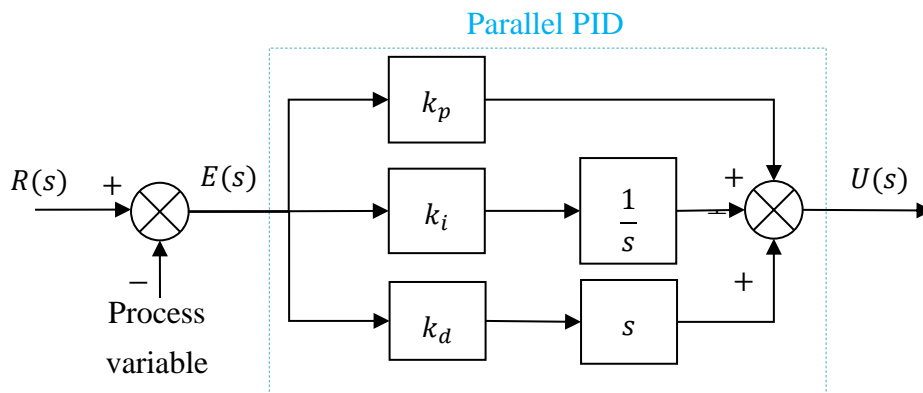 Parallel PID
k_p
R(s)
+
E(s)
k_i
1/s
+
+
U(s)
−
Process
variable
k_d
s
+